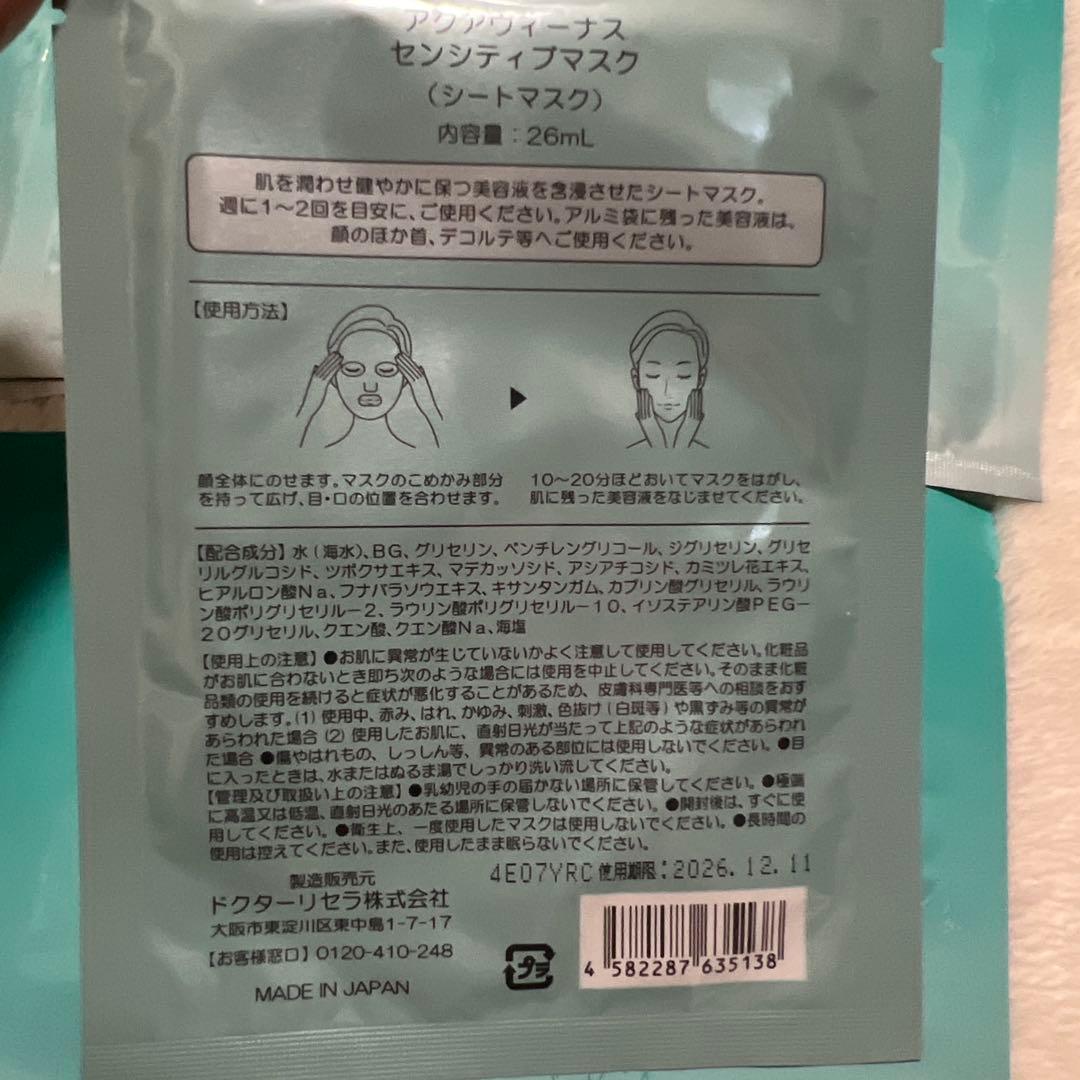 アクアヴィーナス
センシティブマスク
(シートマスク)
内容量:26mL
肌を潤わせ健やかに保つ美容液を含浸させたシートマスク。
週に1〜2回を目安に、ご使用ください。アルミ袋に残った美容液は、
顔のほか首、デコルテ等へご使用ください。
【使用方法】
顔全体にのせます。マスクのこめかみ部分
を持って広げ、目・口の位置を合わせます。
10〜20分ほどおいてマスクをはがし、
肌に残った美容液をなじませてください。
【配合成分】水(海水)、BG、グリセリン、ペンチレングリコール、ジグリセリン、グリセ
リルグルコシド、ツボクサエキス、マデカッソシド、アシアチコシド、カミツレ花エキス、
ヒアルロン酸Na、フナバラソウエキス、キサンタンガム、カプリン酸グリセリル、ラウリ
ン酸ポリグリセリル−2、ラウリン酸ポリグリセリル−10、イソステアリン酸PEG−
20グリセリル、クエン酸、クエン酸Na、海塩
【使用上の注意】●お肌に異常が生じていないかよく注意して使用してください。化粧品
がお肌に合わないとき即ち次のような場合には使用を中止してください。そのまま化粧
品類の使用を続けると症状が悪化することがあるため、皮膚科専門医等への相談をおす
すめします。(1) 使用中、赤み、はれ、かゆみ、刺激、色抜け(白斑等)や黒ずみ等の異常が
あらわれた場合 (2) 使用したお肌に、直射日光が当たって上記のような症状があらわれ
た場合 ●傷やはれもの、しっしん等、異常のある部位には使用しないでください。●目
に入ったときは、水またはぬるま湯でしっかり洗い流してください。
【管理及び取扱い上の注意】●乳幼児の手の届かない場所に保管してください。●極端
に高温又は低温、直射日光のあたる場所に保管しないでください。●開封後は、すぐに使
用してください。●衛生上、一度使用したマスクは使用しないでください。●長時間の
使用は控えてください。また、使用したまま眠らないでください。
4E07YRC 使用期限:2026.12.11
製造販売元
ドクターリセラ株式会社
大阪市東淀川区東中島1-7-17
【お客様窓口】0120-410-248
MADE IN JAPAN
プラ
4 582287 635138